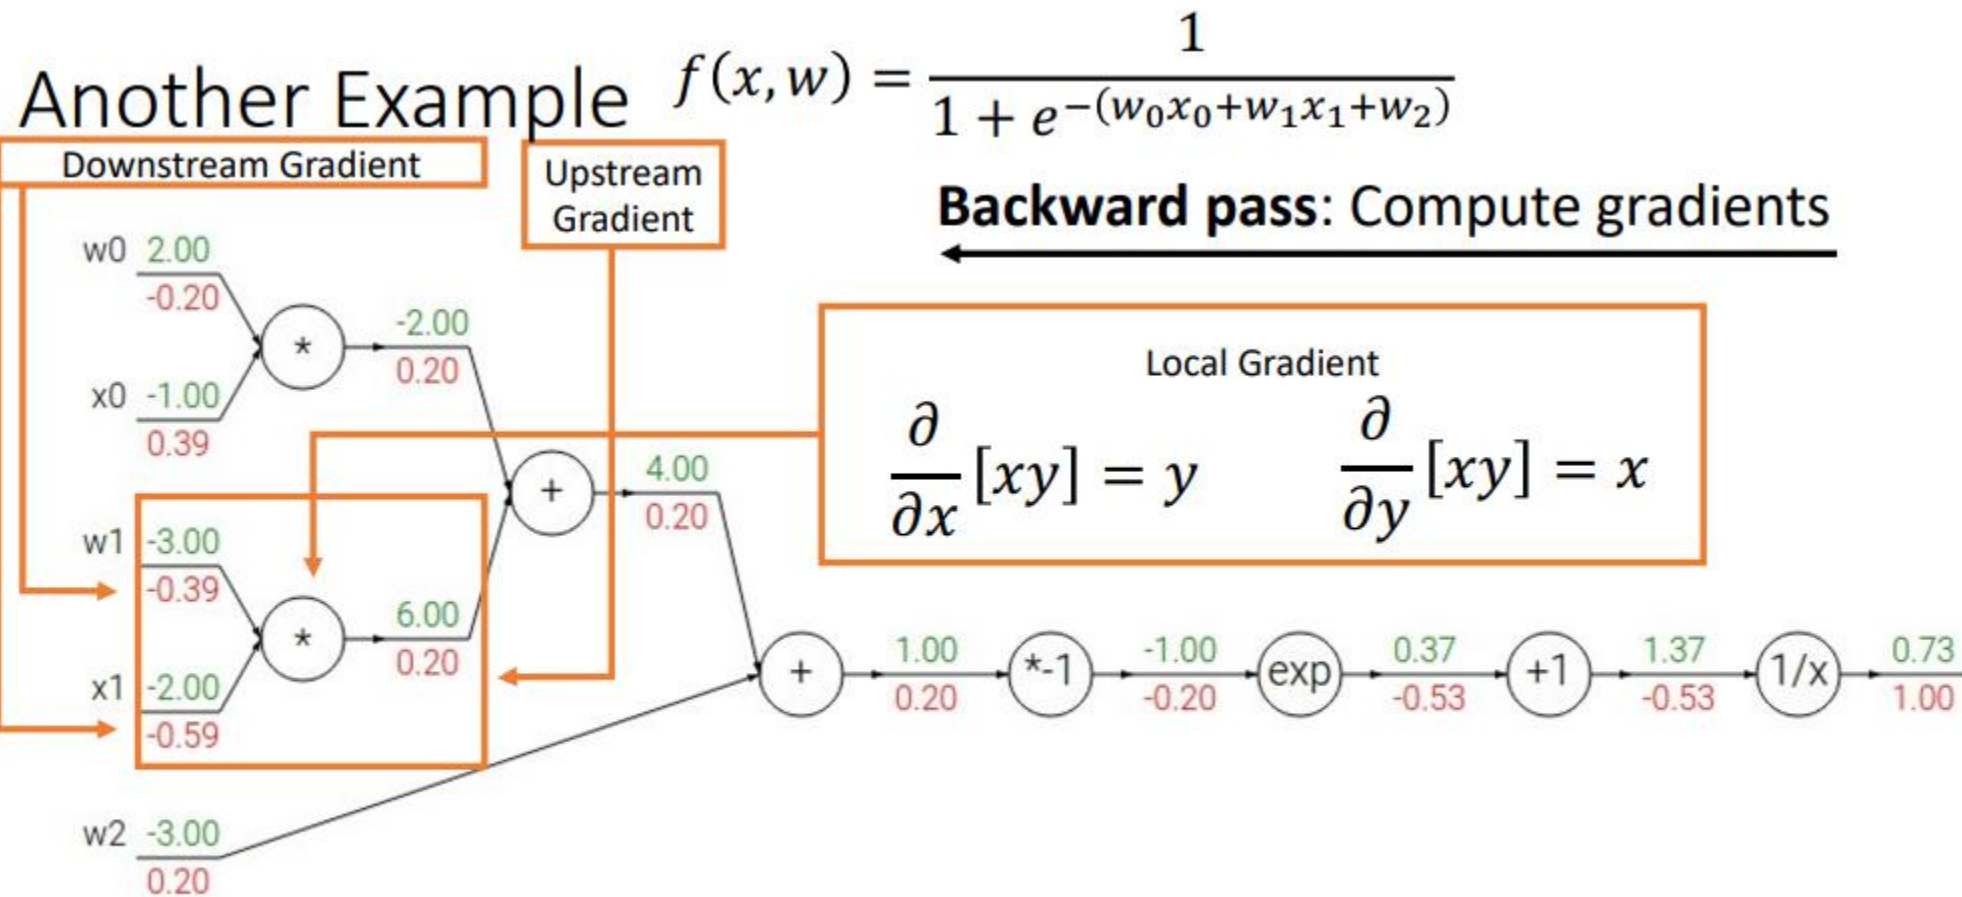 Another Example
f(x, w) = 1 / (1 + e^−(w₀x₀+w₁x₁+w₂))
Downstream Gradient
Upstream
Gradient
Backward pass: Compute gradients
w0 2.00
-0.20
-2.00
*
0.20
x0 -1.00
0.39
Local Gradient
∂/∂x [xy] = y
∂/∂y [xy] = x
4.00
+
0.20
w1 -3.00
-0.39
6.00
*
0.20
x1 -2.00
-0.59
+
1.00
0.20
*-1
-1.00
-0.20
exp
0.37
-0.53
+1
1.37
-0.53
1/x
0.73
1.00
w2 -3.00
0.20